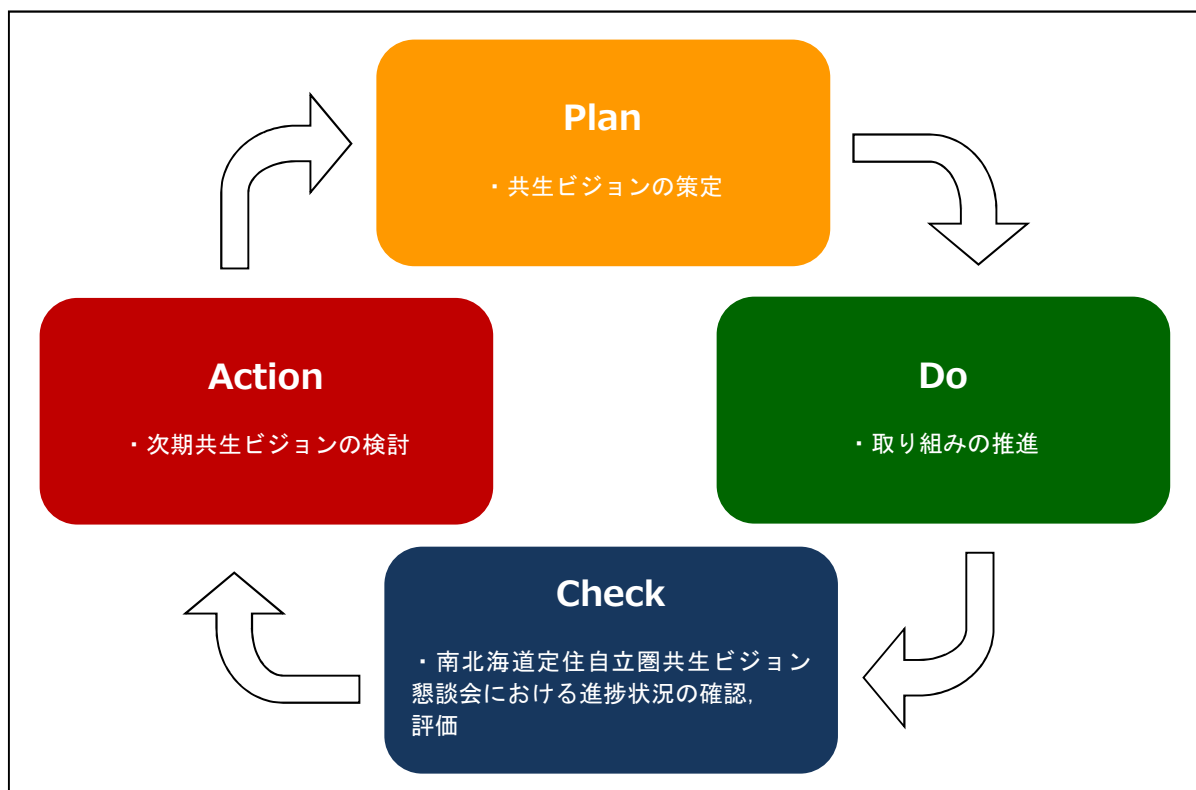 Plan
・共生ビジョンの策定
Do
・取り組みの推進
Check
・南北海道定住自立圏共生ビジョン
懇談会における進捗状況の確認,
評価
Action
・次期共生ビジョンの検討